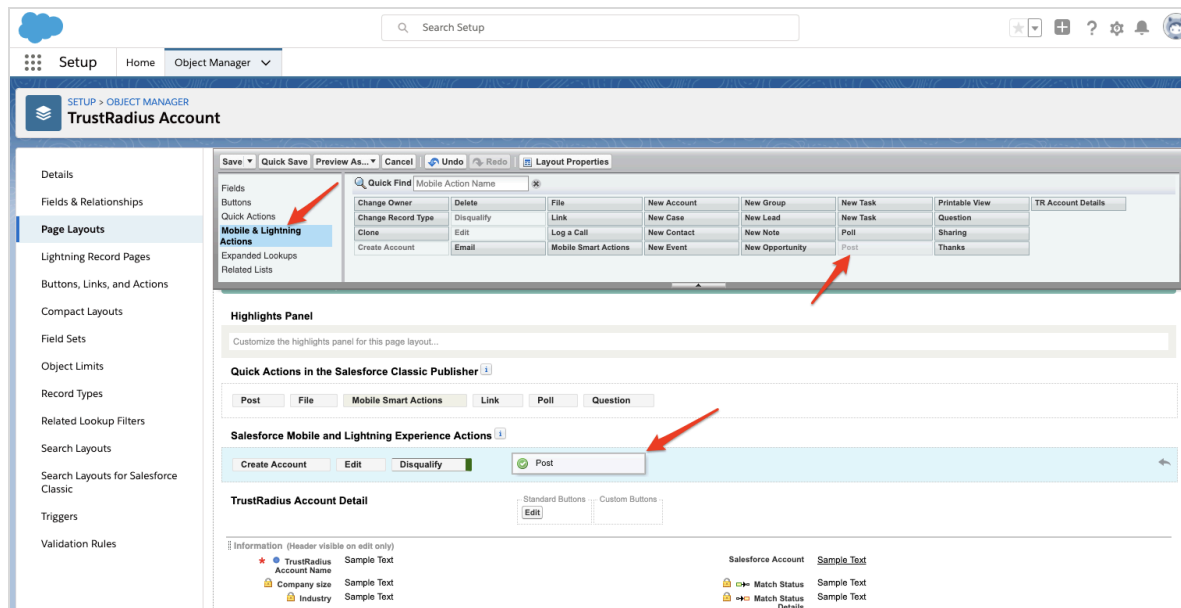 Search Setup
Setup
Home
Object Manager
SETUP > OBJECT MANAGER
TrustRadius Account
Details
Fields & Relationships
Page Layouts
Lightning Record Pages
Buttons, Links, and Actions
Compact Layouts
Field Sets
Object Limits
Record Types
Related Lookup Filters
Search Layouts
Search Layouts for Salesforce
Classic
Triggers
Validation Rules
Save Quick Save Preview As... Cancel Undo Redo Layout Properties
Fields
Buttons
Quick Actions
Mobile & Lightning
Actions
Expanded Lookups
Related Lists
Quick Find Mobile Action Name
Change Owner Delete File New Account New Group New Task Printable View TR Account Details
Change Record Type Disqualify Link New Case New Lead New Task Question
Clone Edit Log a Call New Contact New Note Poll Sharing
Create Account Email Mobile Smart Actions New Event New Opportunity Post Thanks
Highlights Panel
Customize the highlights panel for this page layout...
Quick Actions in the Salesforce Classic Publisher i
Post File Mobile Smart Actions Link Poll Question
Salesforce Mobile and Lightning Experience Actions i
Create Account Edit Disqualify Post
TrustRadius Account Detail
Standard Buttons
Edit
Custom Buttons
Information (Header visible on edit only)
* TrustRadius
Account Name
Sample Text
Salesforce Account Sample Text
Company size Sample Text
Match Status Sample Text
Industry Sample Text
Match Status
Details
Sample Text